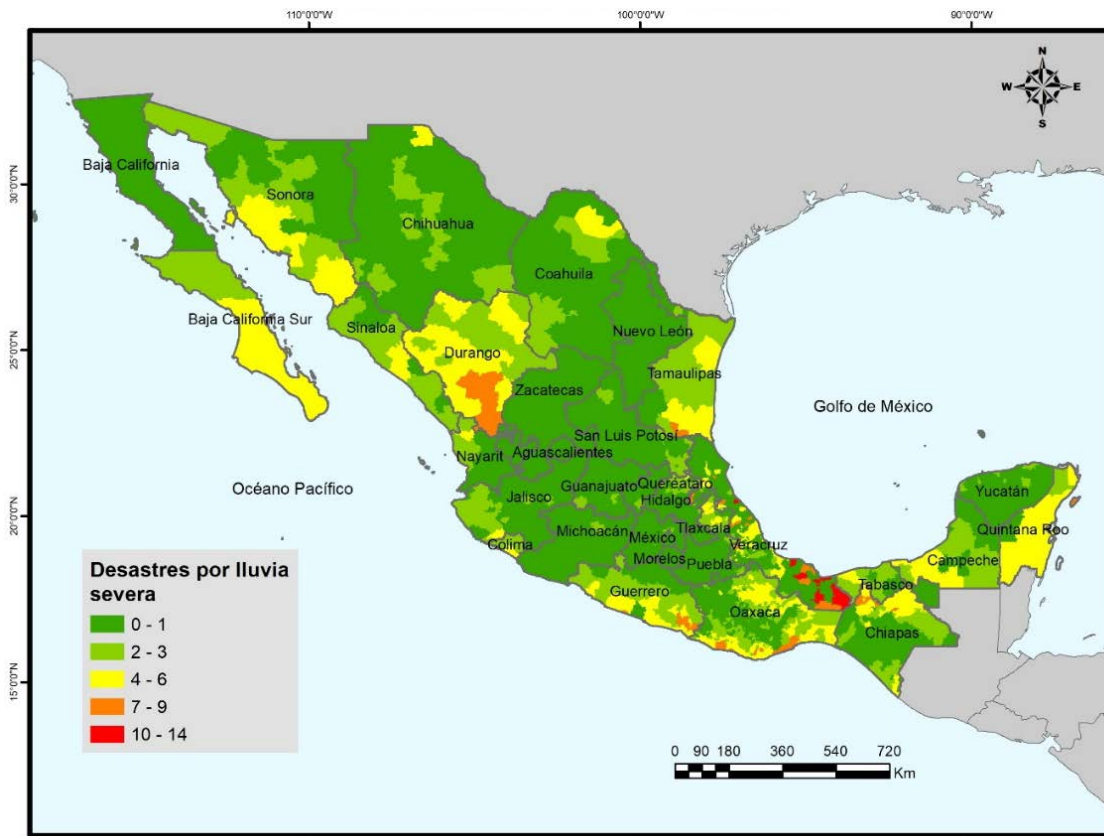 110°0'0"W
100°0'0"W
90°0'0"W
N
W
E
S
30°0'0"N
25°0'0"N
20°0'0"N
15°0'0"N
Baja California
Sonora
Chihuahua
Coahuila
Baja California Sur
Sinaloa
Nuevo León
Durango
Tamaulipas
Zacatecas
Golfo de México
San Luis Potosí
Nayarit
Aguascalientes
Océano Pacífico
Guanajuato
Querétaro
Jalisco
Hidalgo
Yucatán
Michoacán
México
Tlaxcala
Quintana Roo
Colima
Veracruz
Morelos
Puebla
Campeche
Guerrero
Tabasco
Oaxaca
Chiapas
Desastres por lluvia
severa
0 - 1
2 - 3
4 - 6
7 - 9
10 - 14
0 90 180 360 540 720
Km